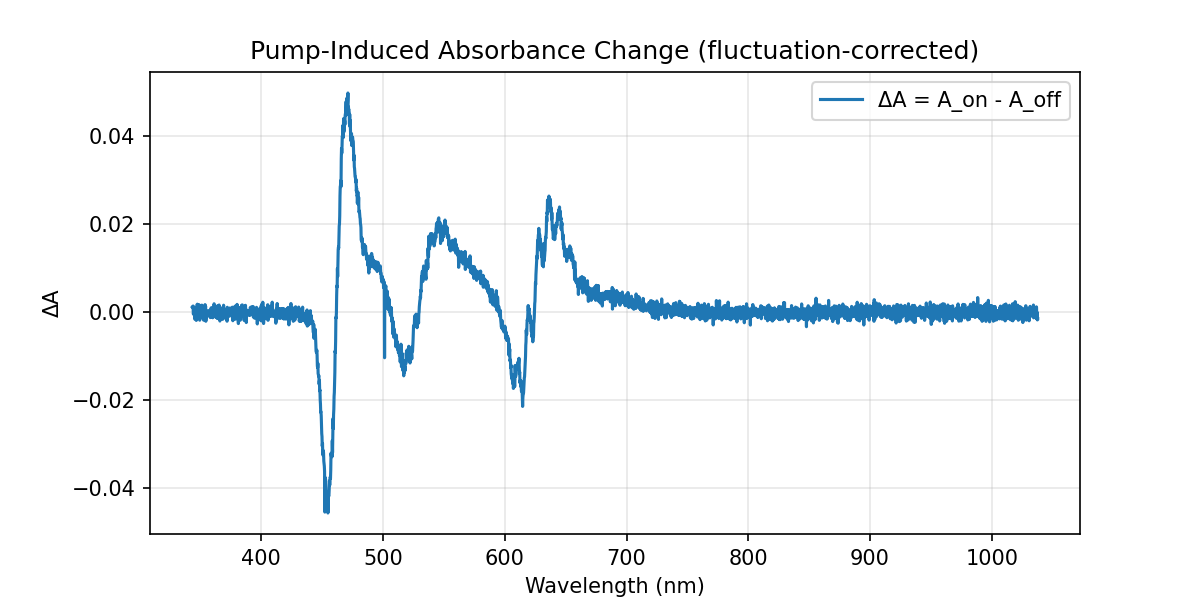 Pump-Induced Absorbance Change (fluctuation-corrected)
ΔA = A_on - A_off
0.04
0.02
0.00
−0.02
−0.04
ΔA
400 500 600 700 800 900 1000
Wavelength (nm)